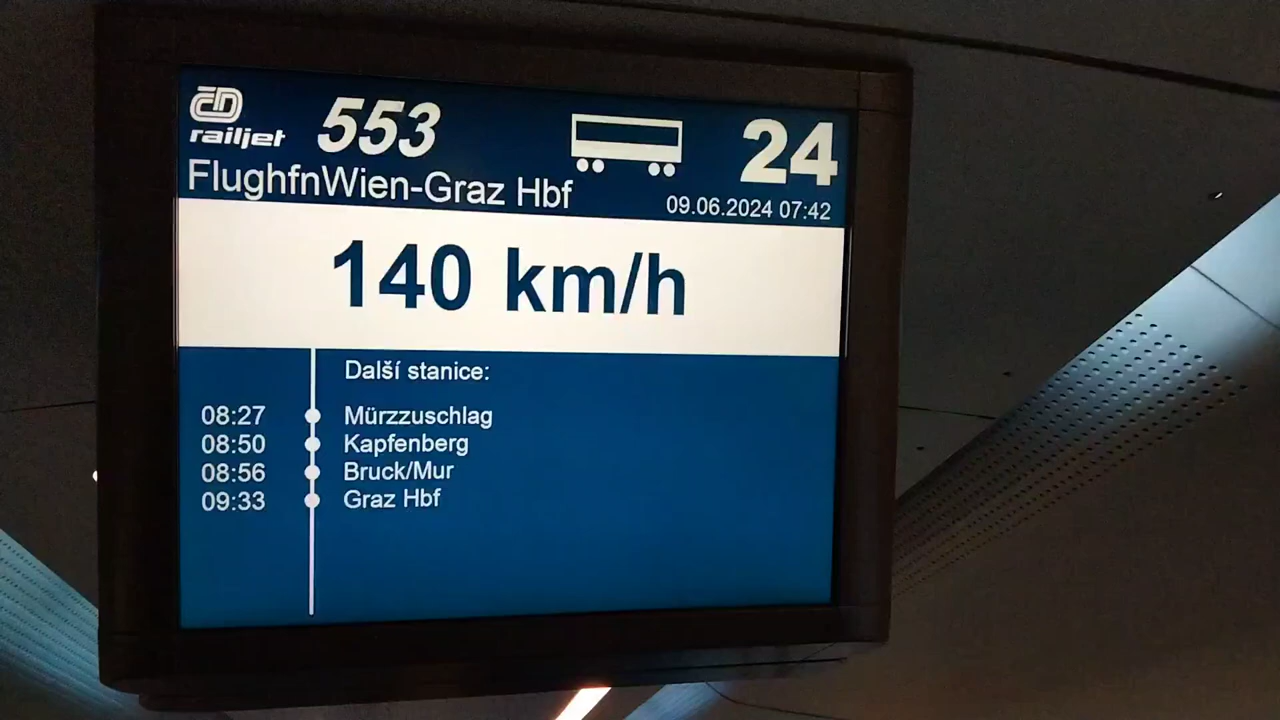 ČD
railjet 553 24
FlughfnWien-Graz Hbf
09.06.2024 07:42
140 km/h
Další stanice:
08:27 Mürzzuschlag
08:50 Kapfenberg
08:56 Bruck/Mur
09:33 Graz Hbf